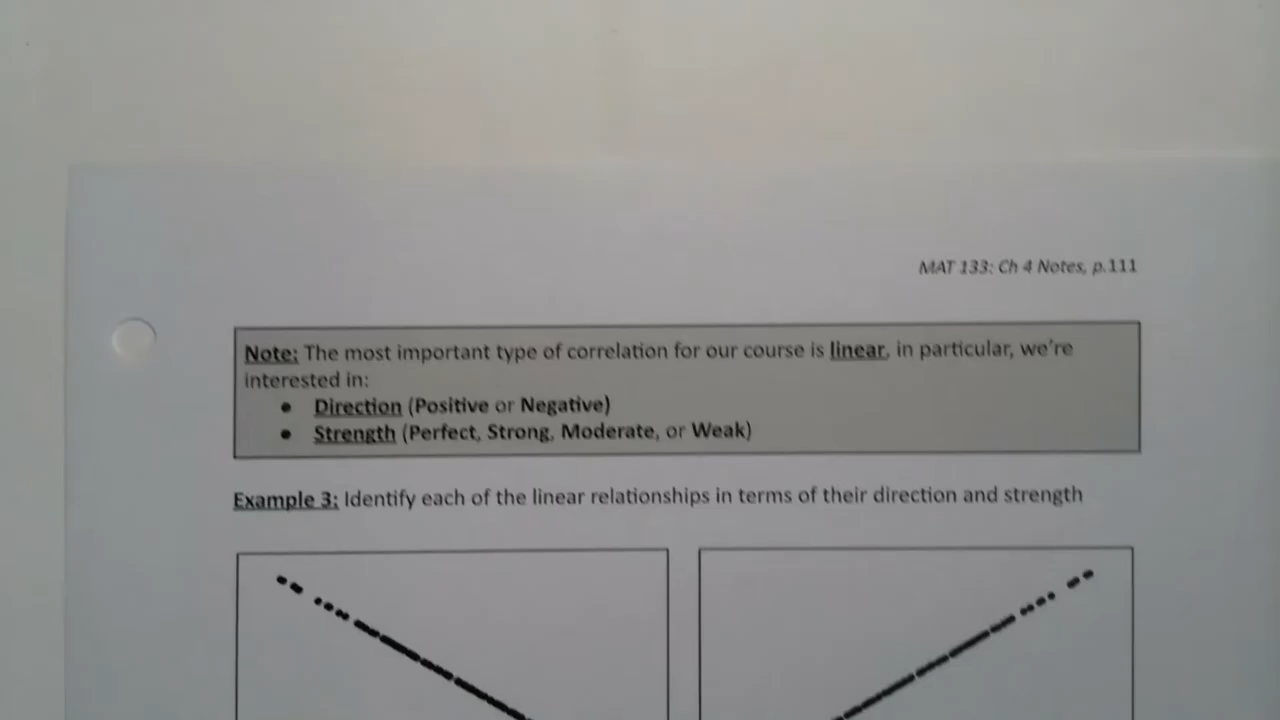 MAT 133: Ch 4 Notes, p.111
Note: The most important type of correlation for our course is linear, in particular, we're
interested in:
• Direction (Positive or Negative)
• Strength (Perfect, Strong, Moderate, or Weak)
Example 3: Identify each of the linear relationships in terms of their direction and strength